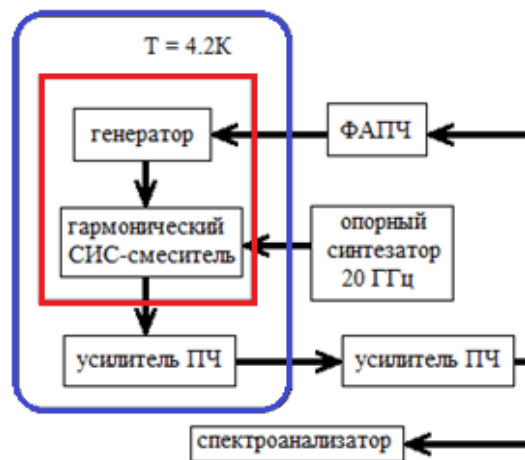 T = 4.2K
генератор
ФАПЧ
гармонический
СИС-смеситель
опорный
синтезатор
20 ГГц
усилитель ПЧ
усилитель ПЧ
спектроанализатор